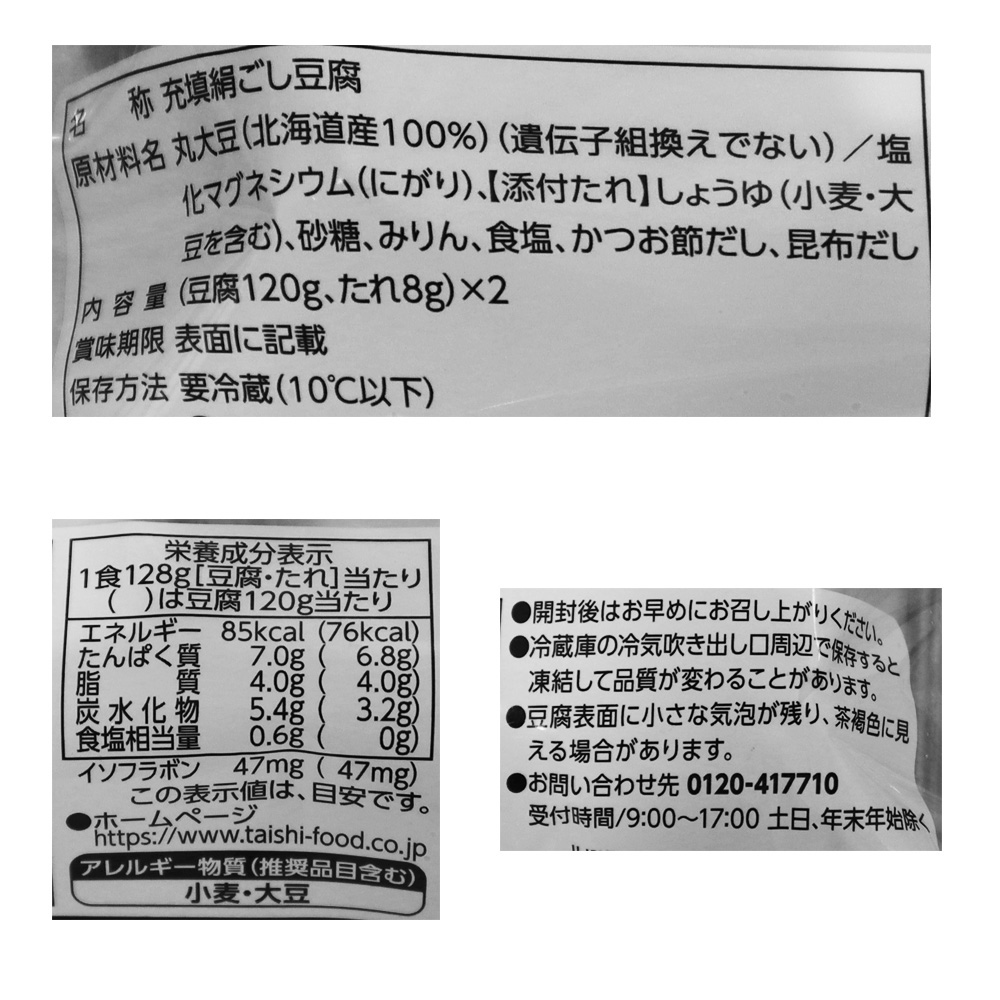 名 称 充填絹ごし豆腐
原材料名 丸大豆(北海道産100%)(遺伝子組換えでない)/塩
化マグネシウム(にがり)、【添付たれ】しょうゆ(小麦・大
豆を含む)、砂糖、みりん、食塩、かつお節だし、昆布だし
内容量 (豆腐120g、たれ8g)×2
賞味期限 表面に記載
保存方法 要冷蔵(10℃以下)
栄養成分表示
1食128g[豆腐・たれ]当たり
( )は豆腐120g当たり
エネルギー 85kcal (76kcal)
たんぱく質 7.0g ( 6.8g)
脂 質 4.0g ( 4.0g)
炭水化物 5.4g ( 3.2g)
食塩相当量 0.6g ( 0g)
イソフラボン 47mg ( 47mg)
この表示値は、目安です。
●ホームページ
https://www.taishi-food.co.jp
アレルギー物質(推奨品目含む)
小麦・大豆
●開封後はお早めにお召し上がりください。
●冷蔵庫の冷気吹き出し口周辺で保存すると
凍結して品質が変わることがあります。
●豆腐表面に小さな気泡が残り、茶褐色に見
える場合があります。
●お問い合わせ先 0120-417710
受付時間/9:00～17:00 土日、年末年始除く